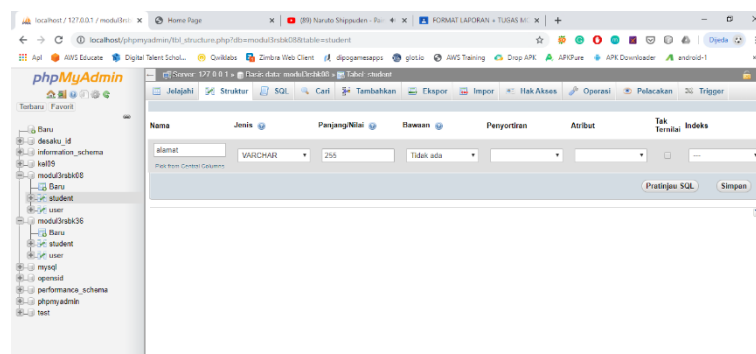 localhost / 127.0.0.1 / modul3rsb
Home Page
(89) Naruto Shippuden - Pa
FORMAT LAPORAN + TUGAS M
localhost/phpmyadmin/tbl_structure.php?db=modul3rsbk08&table=student
Dijeda
Apl AWS Educate Digital Talent Schol... Qwiklabs Zimbra Web Client dipogamesapps glot.io AWS Training Drop APK APKPure APK Downloader android-1
phpMyAdmin
Terbaru Favorit
Baru
desaku_id
information_schema
kel09
modul3rsbk08
Baru
student
user
modul3rsbk36
Baru
student
user
mysql
opensid
performance_schema
phpmyadmin
test
Server: 127.0.0.1 » Basis data: modul3rsbk08 » Tabel: student
Jelajahi Struktur SQL Cari Tambahkan Ekspor Impor Hak Akses Operasi Pelacakan Trigger
Nama Jenis Panjang/Nilai Bawaan Penyortiran Atribut Tak Ternilai Indeks
alamat VARCHAR 255 Tidak ada ---
Pick from Central Columns
Pratinjau SQL Simpan